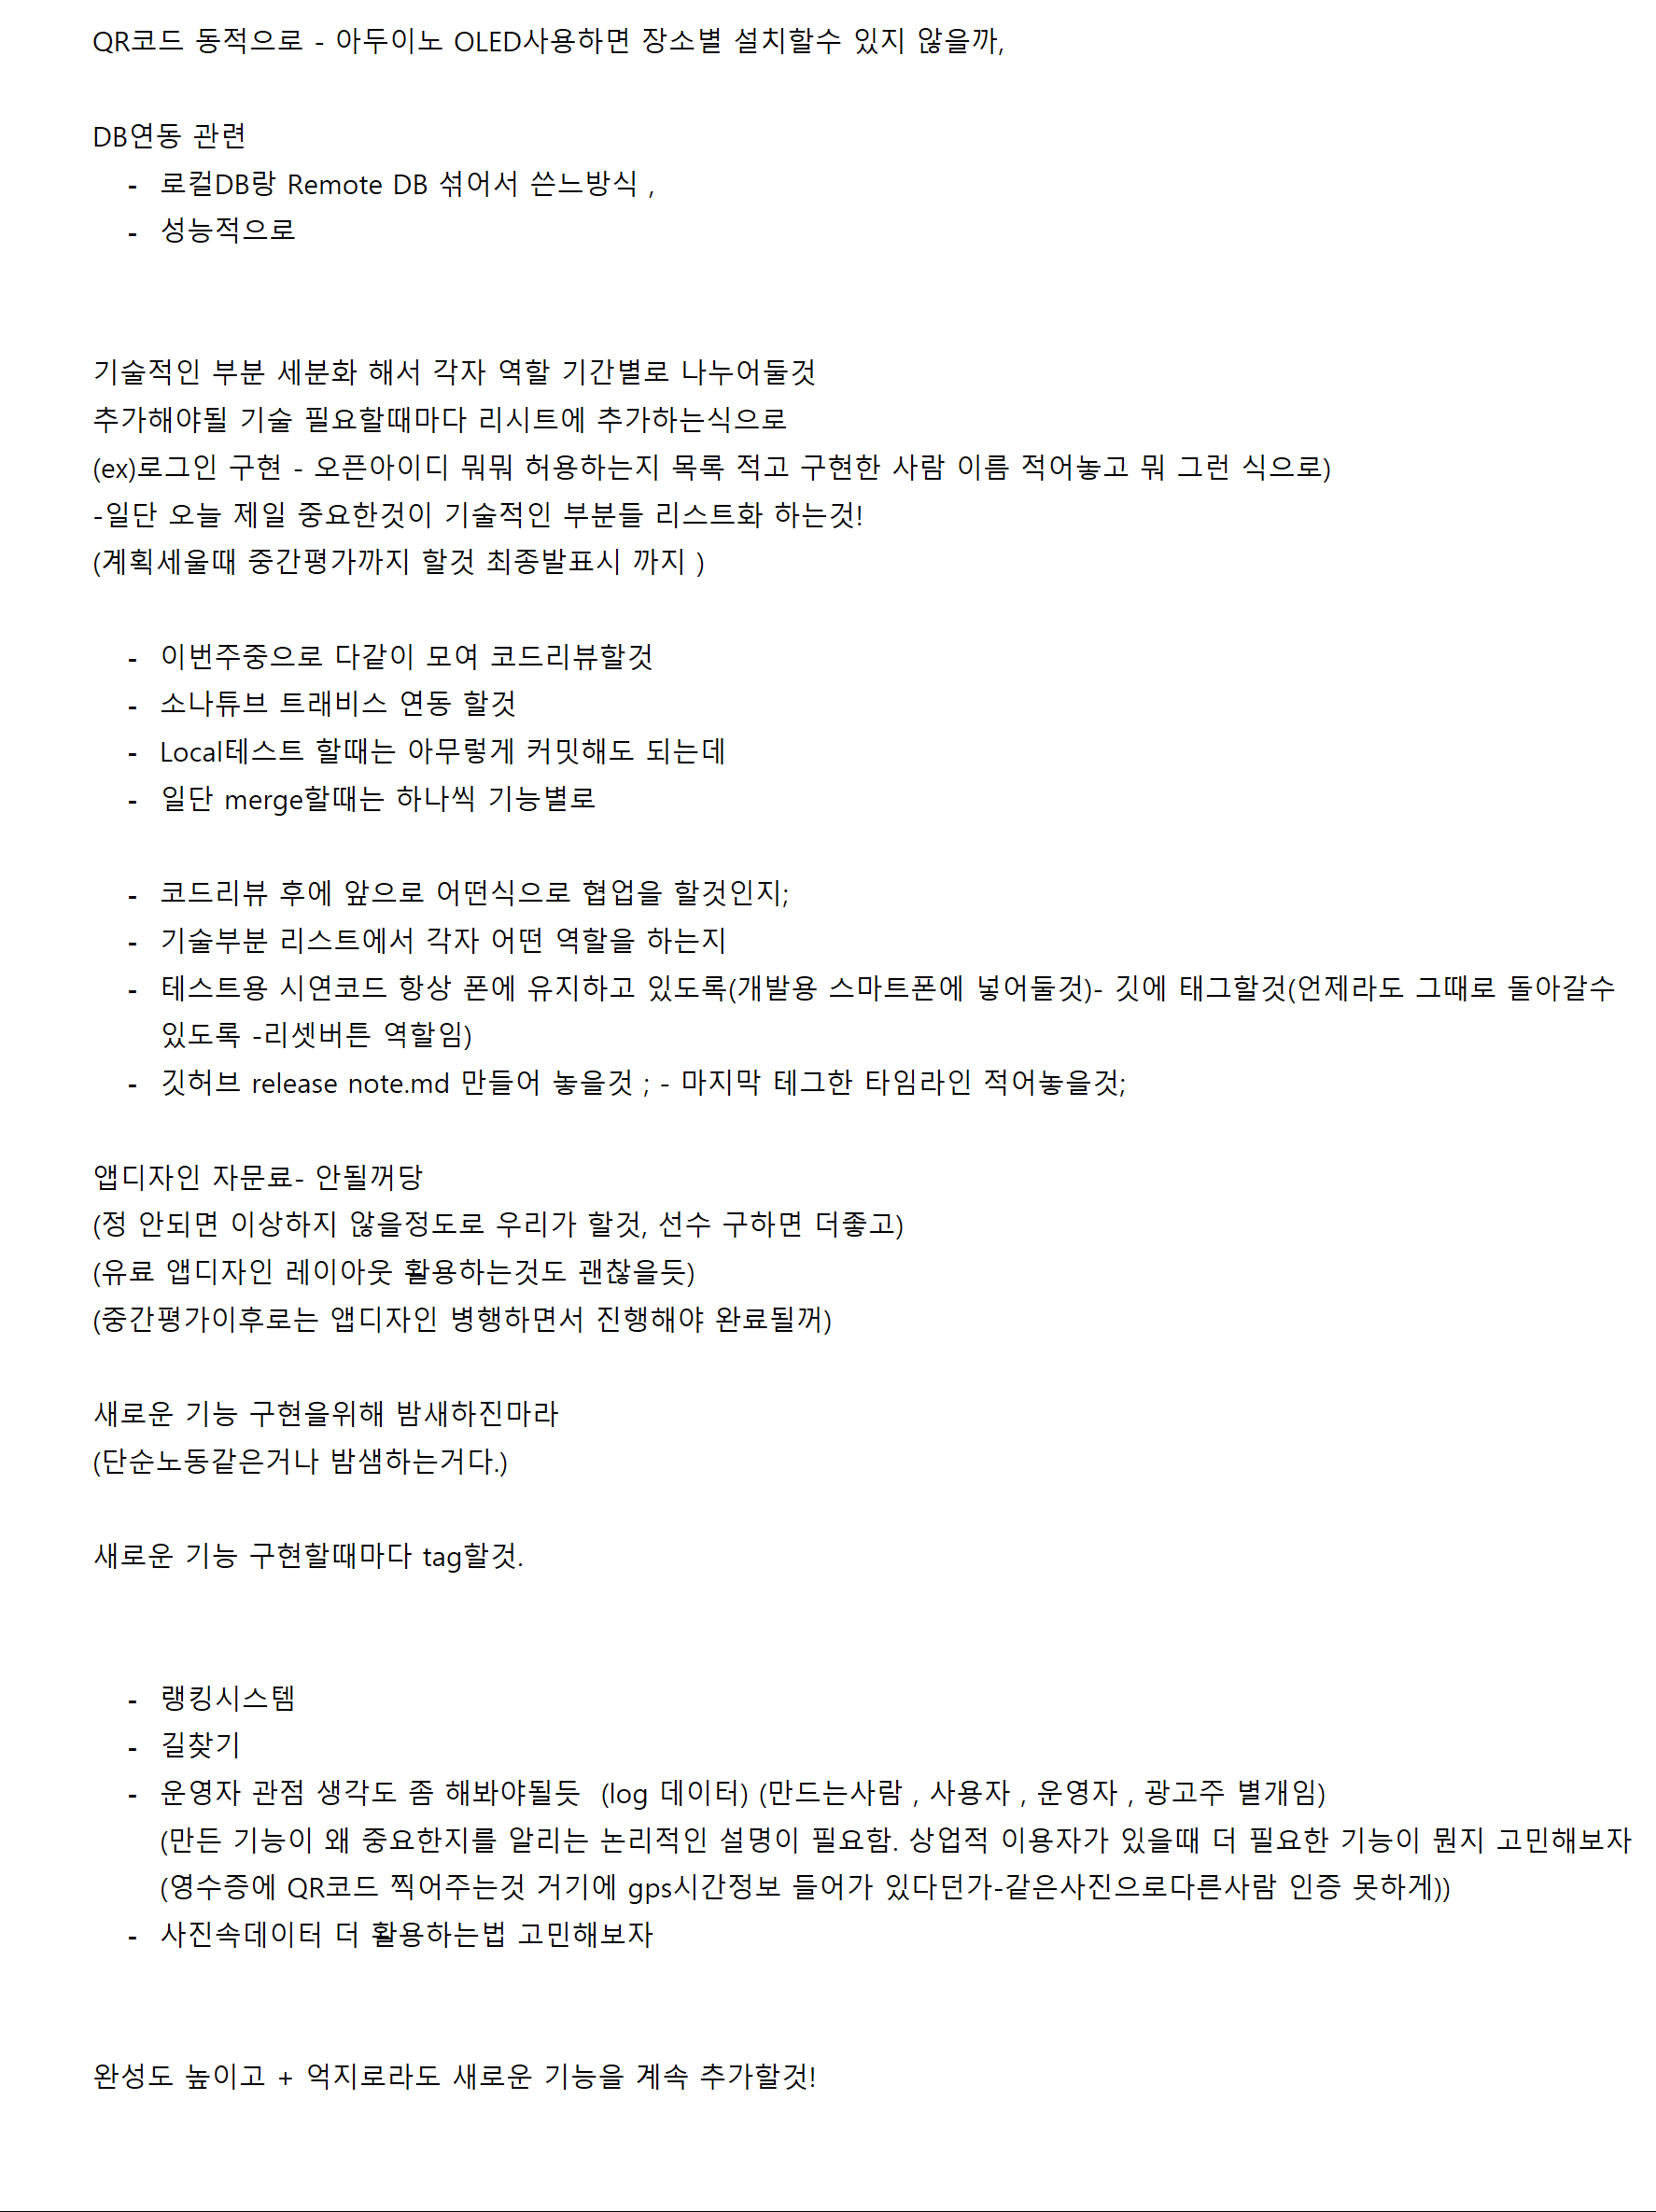 QR코드 동적으로 - 아두이노 OLED사용하면 장소별 설치할수 있지 않을까,
DB연동 관련
- 로컬DB랑 Remote DB 섞어서 쓴느방식 ,
- 성능적으로
기술적인 부분 세분화 해서 각자 역할 기간별로 나누어둘것
추가해야될 기술 필요할때마다 리시트에 추가하는식으로
(ex)로그인 구현 - 오픈아이디 뭐뭐 허용하는지 목록 적고 구현한 사람 이름 적어놓고 뭐 그런 식으로)
-일단 오늘 제일 중요한것이 기술적인 부분들 리스트화 하는것!
(계획세울때 중간평가까지 할것 최종발표시 까지 )
- 이번주중으로 다같이 모여 코드리뷰할것
- 소나튜브 트래비스 연동 할것
- Local테스트 할때는 아무렇게 커밋해도 되는데
- 일단 merge할때는 하나씩 기능별로
- 코드리뷰 후에 앞으로 어떤식으로 협업을 할것인지;
- 기술부분 리스트에서 각자 어떤 역할을 하는지
- 테스트용 시연코드 항상 폰에 유지하고 있도록(개발용 스마트폰에 넣어둘것)- 깃에 태그할것(언제라도 그때로 돌아갈수
있도록 -리셋버튼 역할임)
- 깃허브 release note.md 만들어 놓을것 ; - 마지막 테그한 타임라인 적어놓을것;
앱디자인 자문료- 안될꺼당
(정 안되면 이상하지 않을정도로 우리가 할것, 선수 구하면 더좋고)
(유료 앱디자인 레이아웃 활용하는것도 괜찮을듯)
(중간평가이후로는 앱디자인 병행하면서 진행해야 완료될꺼)
새로운 기능 구현을위해 밤새하진마라
(단순노동같은거나 밤샘하는거다.)
새로운 기능 구현할때마다 tag할것.
- 랭킹시스템
- 길찾기
- 운영자 관점 생각도 좀 해봐야될듯  (log 데이터) (만드는사람 , 사용자 , 운영자 , 광고주 별개임)
(만든 기능이 왜 중요한지를 알리는 논리적인 설명이 필요함. 상업적 이용자가 있을때 더 필요한 기능이 뭔지 고민해보자
(영수증에 QR코드 찍어주는것 거기에 gps시간정보 들어가 있다던가-같은사진으로다른사람 인증 못하게))
- 사진속데이터 더 활용하는법 고민해보자
완성도 높이고 + 억지로라도 새로운 기능을 계속 추가할것!